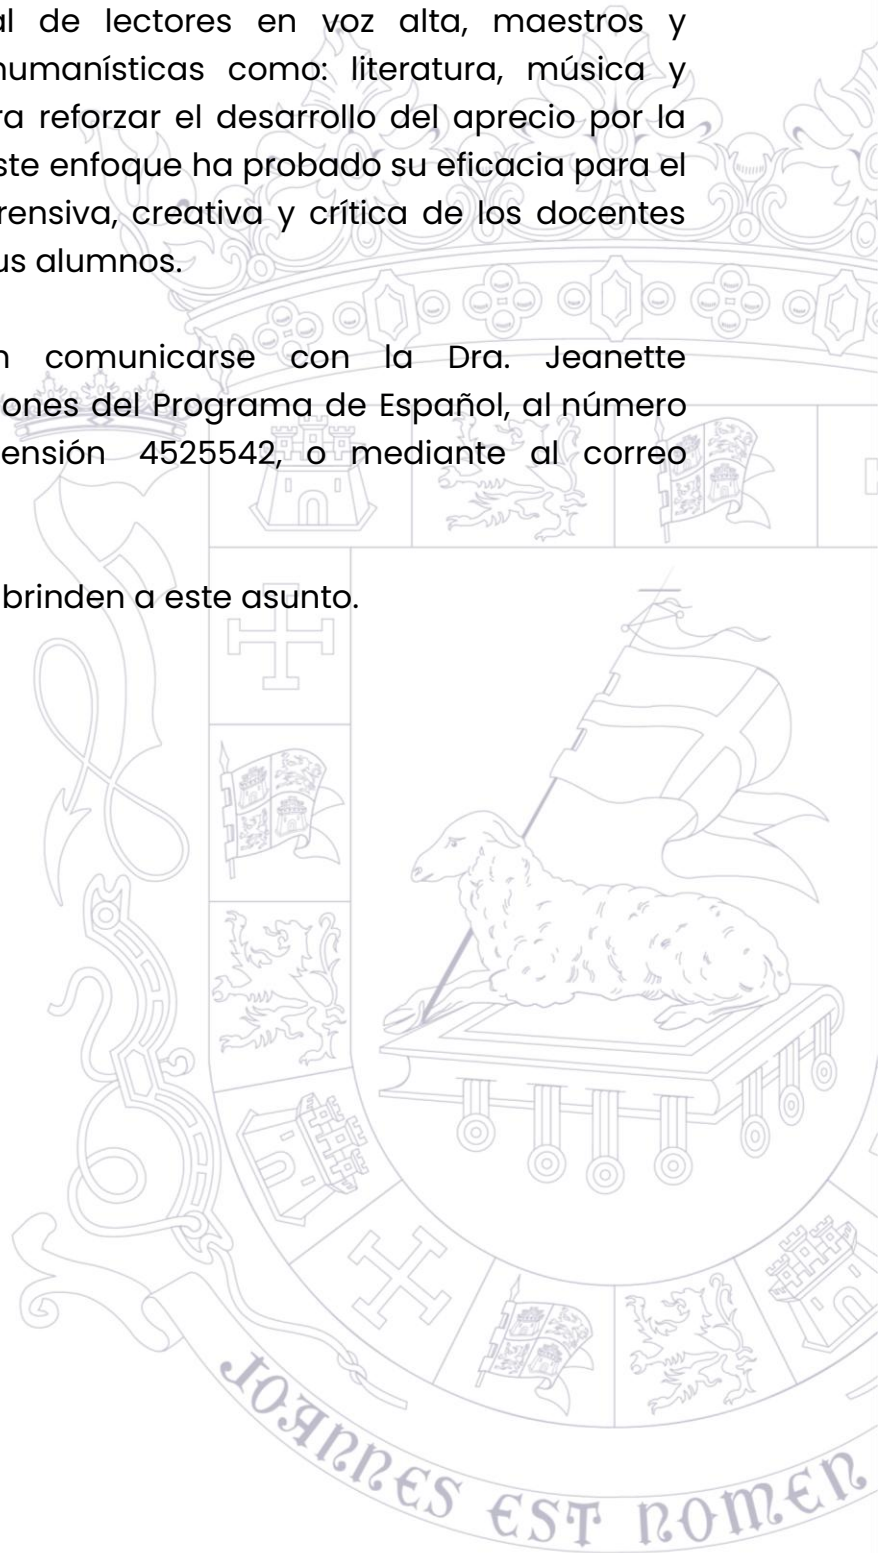 al de lectores en voz alta, maestros y
humanísticas como: literatura, música y
ra reforzar el desarrollo del aprecio por la
ste enfoque ha probado su eficacia para el
rensiva, creativa y crítica de los docentes
us alumnos.
n comunicarse con la Dra. Jeanette
iones del Programa de Español, al número
ensión 4525542, o mediante al correo
brinden a este asunto.
JOANNES EST NOMEN